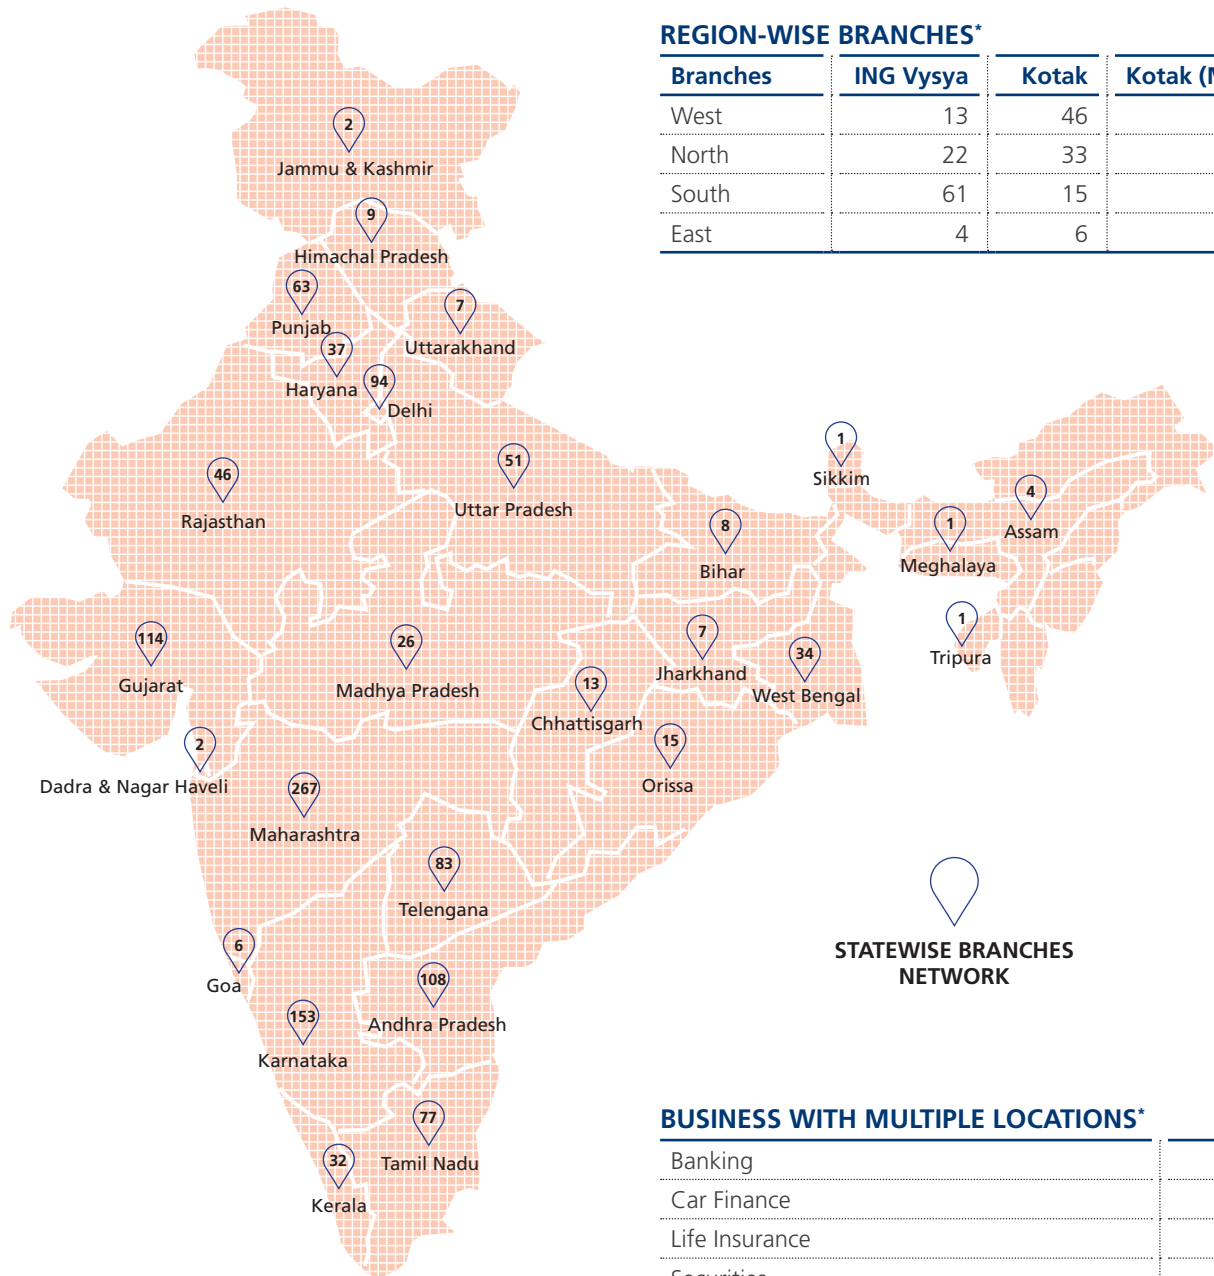 REGION-WISE BRANCHES*
Branches ING Vysya Kotak Kotak (M
West 13 46
North 22 33
South 61 15
East 4 6
2
Jammu & Kashmir
9
Himachal Pradesh
63
Punjab
7
Uttarakhand
37
Haryana
94
Delhi
46
Rajasthan
51
Uttar Pradesh
1
Sikkim
4
Assam
8
Bihar
1
Meghalaya
1
Tripura
114
Gujarat
26
Madhya Pradesh
7
Jharkhand
34
West Bengal
13
Chhattisgarh
15
Orissa
2
Dadra & Nagar Haveli
267
Maharashtra
83
Telengana
6
Goa
108
Andhra Pradesh
153
Karnataka
77
Tamil Nadu
32
Kerala
STATEWISE BRANCHES
NETWORK
BUSINESS WITH MULTIPLE LOCATIONS*
Banking
Car Finance
Life Insurance
Securities